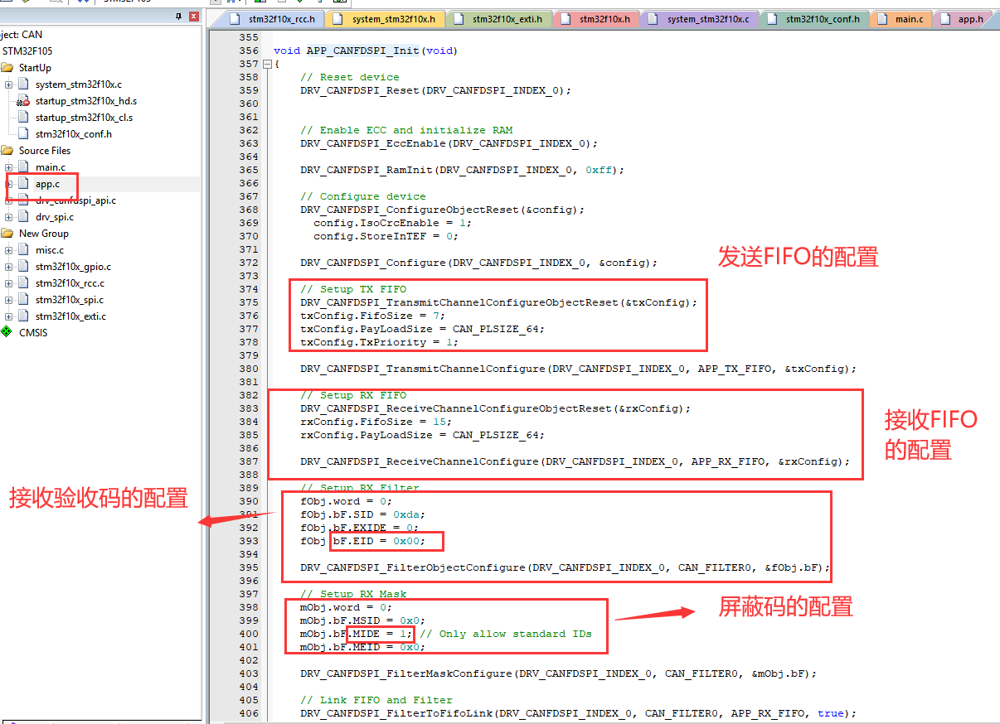 stm32f10x_rcc.h
system_stm32f10x.h
stm32f10x_exti.h
stm32f10x.h
system_stm32f10x.c
stm32f10x_conf.h
main.c
app.h
ject: CAN
STM32F105
StartUp
system_stm32f10x.c
startup_stm32f10x_hd.s
startup_stm32f10x_cl.s
stm32f10x_conf.h
Source Files
main.c
app.c
drv_canfdspi_api.c
drv_spi.c
New Group
misc.c
stm32f10x_gpio.c
stm32f10x_rcc.c
stm32f10x_spi.c
stm32f10x_exti.c
CMSIS
355
356 void APP_CANFDSPI_Init(void)
357 {
358 // Reset device
359 DRV_CANFDSPI_Reset(DRV_CANFDSPI_INDEX_0);
360
361
362 // Enable ECC and initialize RAM
363 DRV_CANFDSPI_EccEnable(DRV_CANFDSPI_INDEX_0);
364
365 DRV_CANFDSPI_RamInit(DRV_CANFDSPI_INDEX_0, 0xff);
366
367 // Configure device
368 DRV_CANFDSPI_ConfigureObjectReset(&config);
369 config.IsoCrcEnable = 1;
370 config.StoreInTEF = 0;
371
372 DRV_CANFDSPI_Configure(DRV_CANFDSPI_INDEX_0, &config);
373
374 // Setup TX FIFO
375 DRV_CANFDSPI_TransmitChannelConfigureObjectReset(&txConfig);
376 txConfig.FifoSize = 7;
377 txConfig.PayLoadSize = CAN_PLSIZE_64;
378 txConfig.TxPriority = 1;
379
380 DRV_CANFDSPI_TransmitChannelConfigure(DRV_CANFDSPI_INDEX_0, APP_TX_FIFO, &txConfig);
381
382 // Setup RX FIFO
383 DRV_CANFDSPI_ReceiveChannelConfigureObjectReset(&rxConfig);
384 rxConfig.FifoSize = 15;
385 rxConfig.PayLoadSize = CAN_PLSIZE_64;
386
387 DRV_CANFDSPI_ReceiveChannelConfigure(DRV_CANFDSPI_INDEX_0, APP_RX_FIFO, &rxConfig);
388
389 // Setup RX Filter
390 fObj.word = 0;
391 fObj.bF.SID = 0xda;
392 fObj.bF.EXIDE = 0;
393 fObj.bF.EID = 0x00;
394
395 DRV_CANFDSPI_FilterObjectConfigure(DRV_CANFDSPI_INDEX_0, CAN_FILTER0, &fObj.bF);
396
397 // Setup RX Mask
398 mObj.word = 0;
399 mObj.bF.MSID = 0x0;
400 mObj.bF.MIDE = 1; // Only allow standard IDs
401 mObj.bF.MEID = 0x0;
402
403 DRV_CANFDSPI_FilterMaskConfigure(DRV_CANFDSPI_INDEX_0, CAN_FILTER0, &mObj.bF);
404
405 // Link FIFO and Filter
406 DRV_CANFDSPI_FilterToFifoLink(DRV_CANFDSPI_INDEX_0, CAN_FILTER0, APP_RX_FIFO, true);
发送FIFO的配置
接收FIFO
的配置
接收验收码的配置
屏蔽码的配置